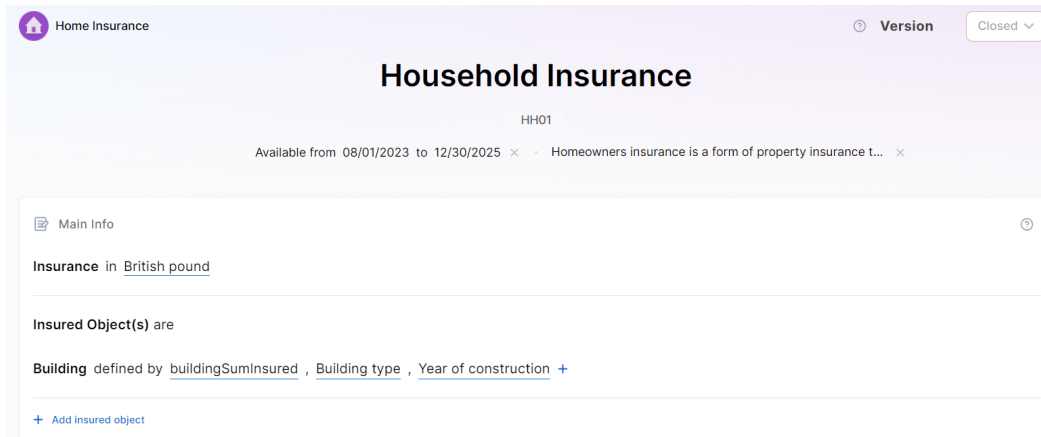 Home Insurance
Version
Closed
Household Insurance
HH01
Available from 08/01/2023 to 12/30/2025 × · Homeowners insurance is a form of property insurance t... ×
Main Info
Insurance in British pound
Insured Object(s) are
Building defined by buildingSumInsured , Building type , Year of construction +
+ Add insured object